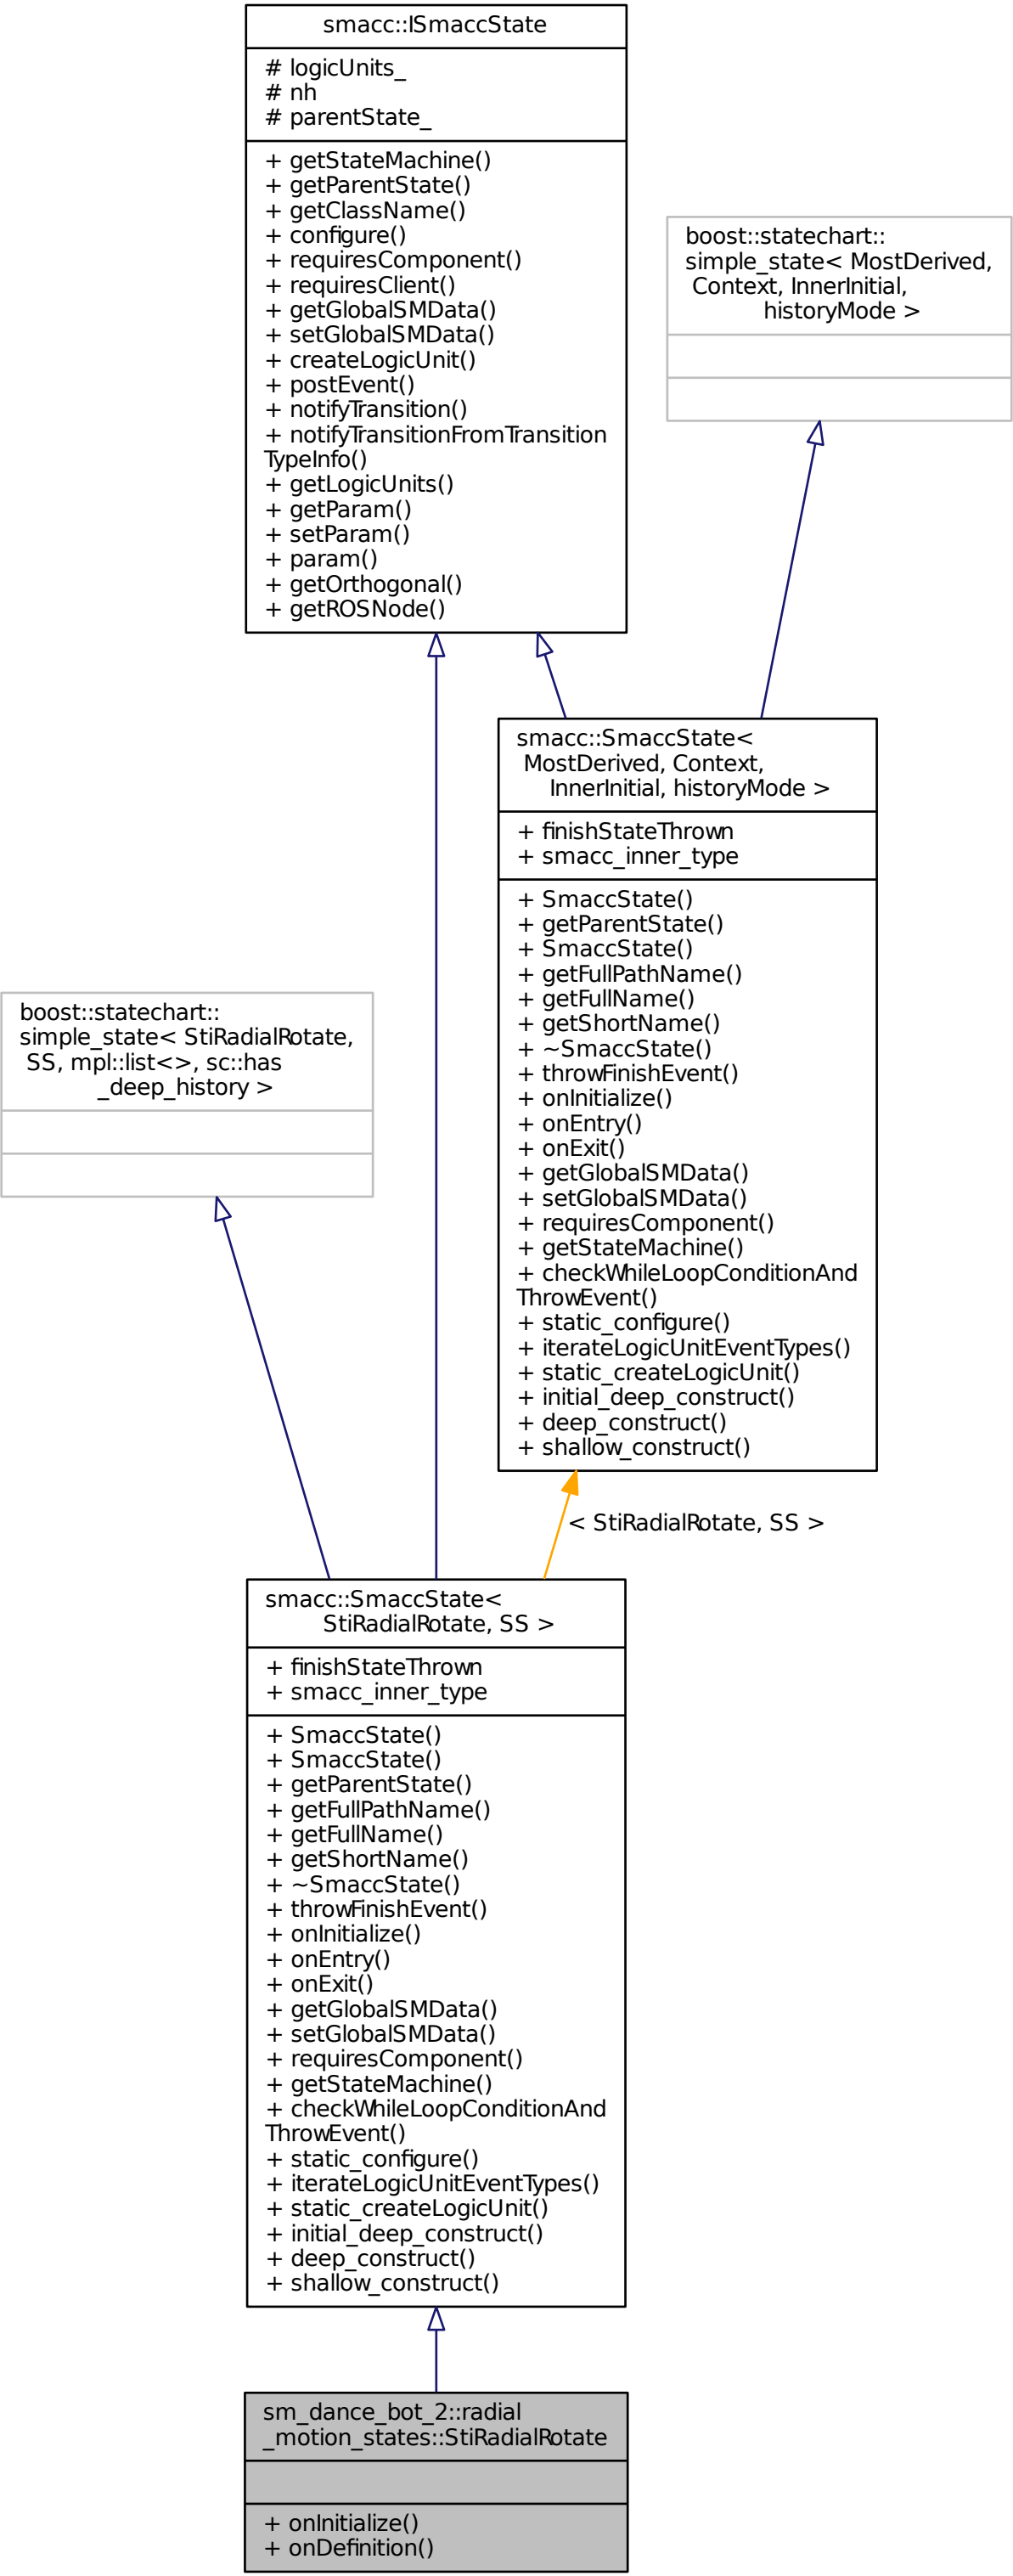 smacc::ISmaccState
# logicUnits_
# nh
# parentState_
+ getStateMachine()
+ getParentState()
+ getClassName()
+ configure()
+ requiresComponent()
+ requiresClient()
+ getGlobalSMData()
+ setGlobalSMData()
+ createLogicUnit()
+ postEvent()
+ notifyTransition()
+ notifyTransitionFromTransition
TypeInfo()
+ getLogicUnits()
+ getParam()
+ setParam()
+ param()
+ getOrthogonal()
+ getROSNode()
boost::statechart::
simple_state< MostDerived,
Context, InnerInitial,
historyMode >
smacc::SmaccState<
MostDerived, Context,
InnerInitial, historyMode >
+ finishStateThrown
+ smacc_inner_type
+ SmaccState()
+ getParentState()
+ SmaccState()
+ getFullPathName()
+ getFullName()
+ getShortName()
+ ~SmaccState()
+ throwFinishEvent()
+ onInitialize()
+ onEntry()
+ onExit()
+ getGlobalSMData()
+ setGlobalSMData()
+ requiresComponent()
+ getStateMachine()
+ checkWhileLoopConditionAnd
ThrowEvent()
+ static_configure()
+ iterateLogicUnitEventTypes()
+ static_createLogicUnit()
+ initial_deep_construct()
+ deep_construct()
+ shallow_construct()
boost::statechart::
simple_state< StiRadialRotate,
SS, mpl::list<>, sc::has
_deep_history >
< StiRadialRotate, SS >
smacc::SmaccState<
StiRadialRotate, SS >
+ finishStateThrown
+ smacc_inner_type
+ SmaccState()
+ SmaccState()
+ getParentState()
+ getFullPathName()
+ getFullName()
+ getShortName()
+ ~SmaccState()
+ throwFinishEvent()
+ onInitialize()
+ onEntry()
+ onExit()
+ getGlobalSMData()
+ setGlobalSMData()
+ requiresComponent()
+ getStateMachine()
+ checkWhileLoopConditionAnd
ThrowEvent()
+ static_configure()
+ iterateLogicUnitEventTypes()
+ static_createLogicUnit()
+ initial_deep_construct()
+ deep_construct()
+ shallow_construct()
sm_dance_bot_2::radial
_motion_states::StiRadialRotate
+ onInitialize()
+ onDefinition()